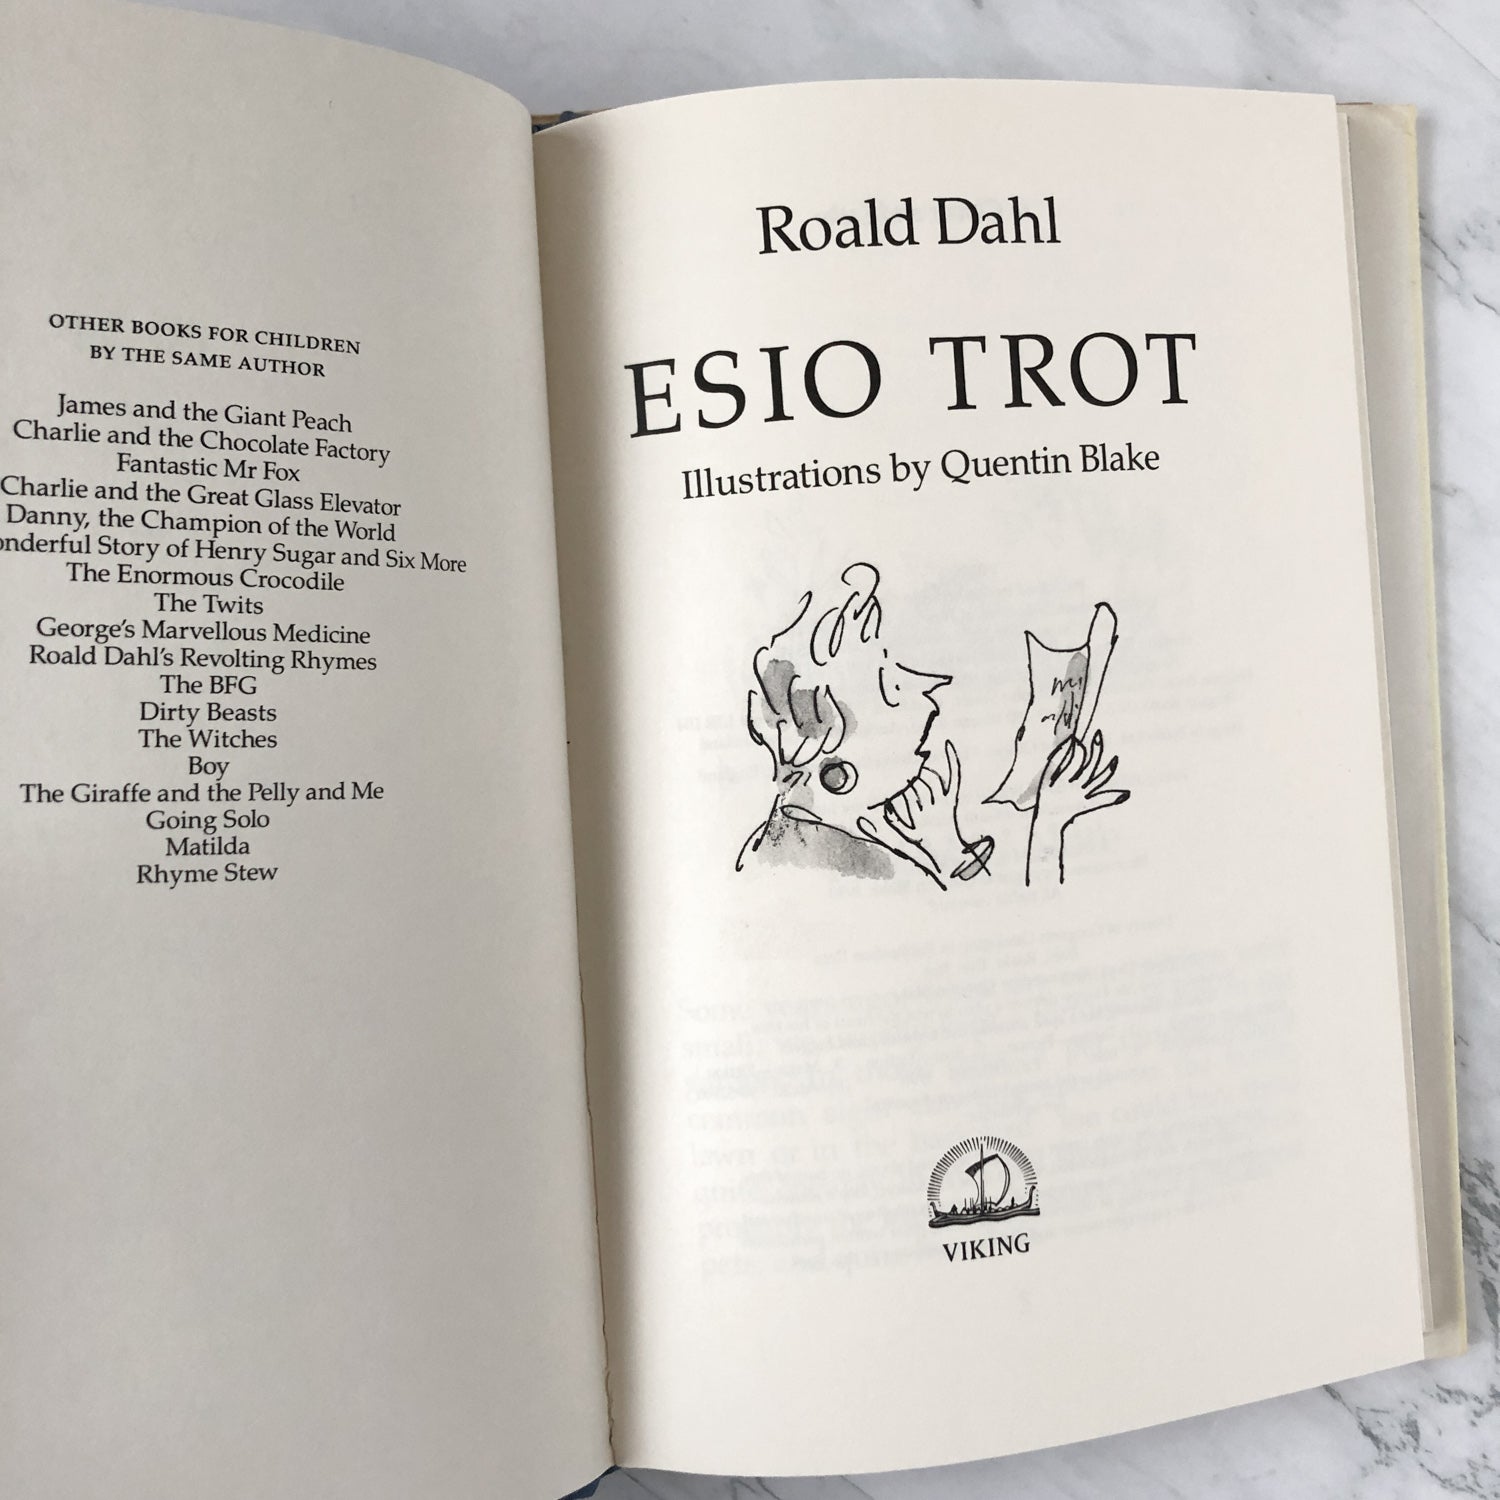 OTHER BOOKS FOR CHILDREN
BY THE SAME AUTHOR
James and the Giant Peach
Charlie and the Chocolate Factory
Fantastic Mr Fox
Charlie and the Great Glass Elevator
Danny, the Champion of the World
Story of Henry Sugar and Six More
The Enormous Crocodile
The Twits
George's Marvellous Medicine
Roald Dahl's Revolting Rhymes
The BFG
Dirty Beasts
The Witches
Boy
The Giraffe and the Pelly and Me
Going Solo
Matilda
Rhyme Stew
Roald Dahl
ESIO TROT
Illustrations by Quentin Blake
VIKING